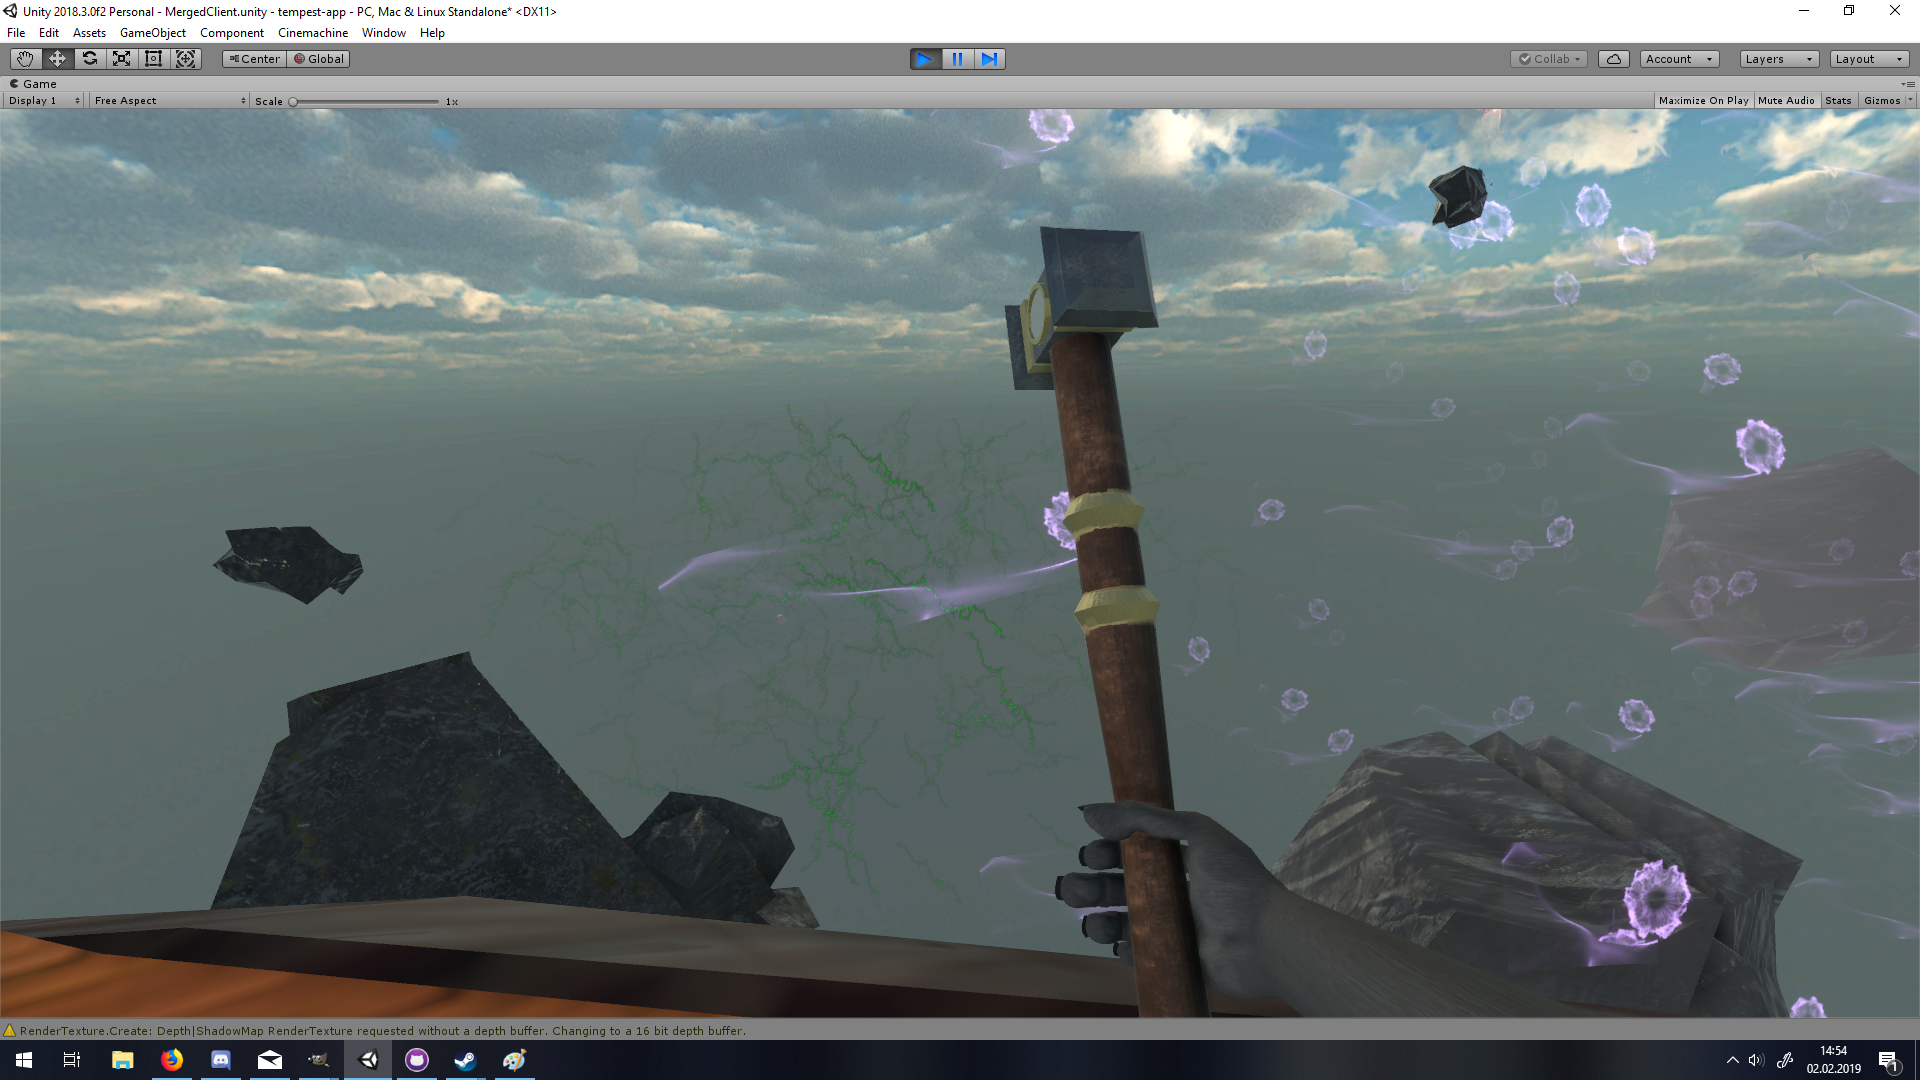 Unity 2018.3.0f2 Personal - MergedClient.unity - tempest-app - PC, Mac & Linux Standalone* <DX11>
File Edit Assets GameObject Component Cinemachine Window Help
Center Global Collab Account Layers Layout
Game
Display 1 Free Aspect Scale 1x Maximize On Play Mute Audio Stats Gizmos
RenderTexture.Create: Depth|ShadowMap RenderTexture requested without a depth buffer. Changing to a 16 bit depth buffer.
14:54
02.02.2019
1